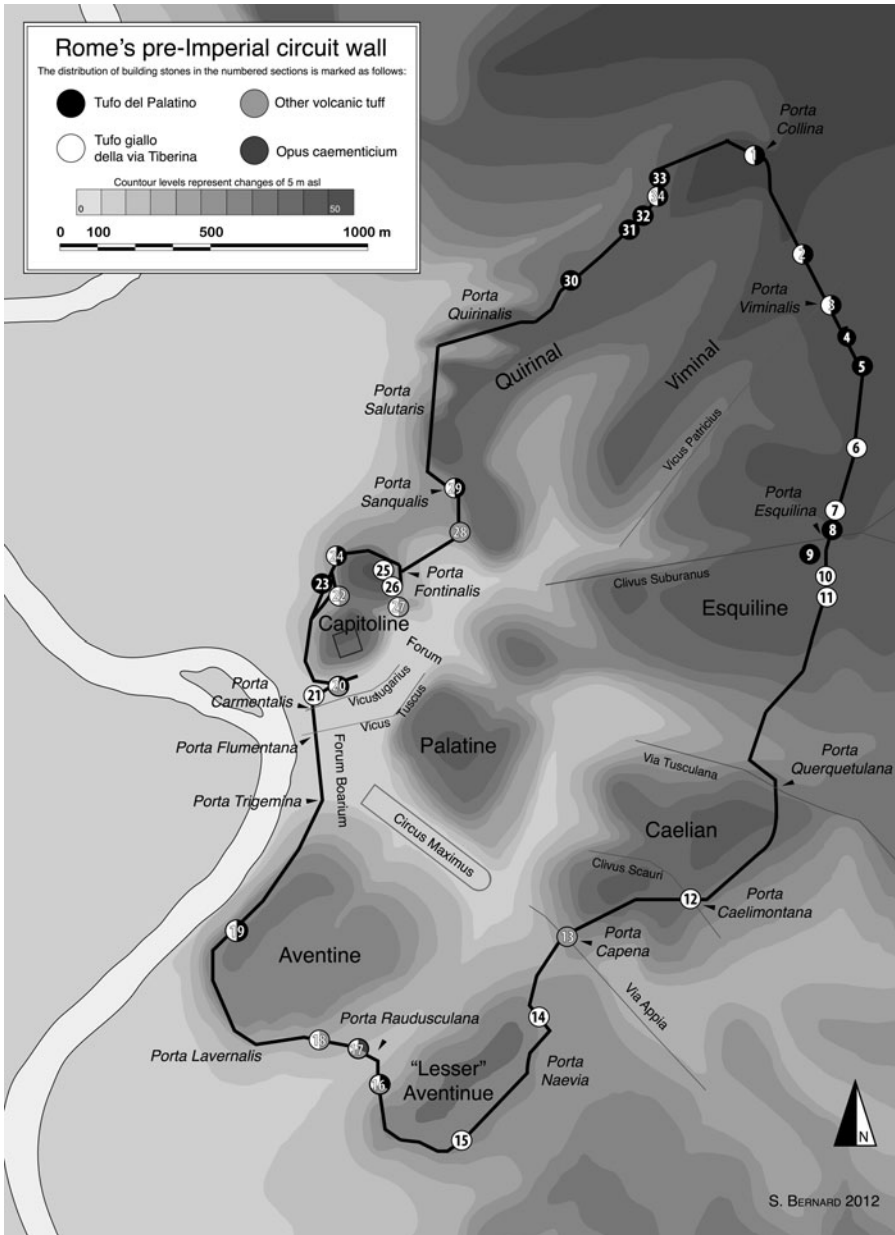 Rome's pre-Imperial circuit wall
The distribution of building stones in the numbered sections is marked as follows:
Tufo del Palatino
Other volcanic tuff
Tufo giallo
della via Tiberina
Opus caementicium
Countour levels represent changes of 5 m asl
0
50
0 100 500 1000 m
Porta
Collina
1
33
34
32
31
2
30
Porta
Viminalis
3
Porta
Quirinalis
4
Quirinal
Viminal
5
Porta
Salutaris
Vicus Patricius
6
Porta
Sanqualis
29
Porta
Esquilina
7
28
8
24
9
25
Porta
Fontinalis
10
23
26
22
27
11
Clivus Suburanus
Esquiline
Capitoline
Forum
Porta
Carmentalis
21
20
Vicus Iugarius
Vicus Tuscus
Porta Flumentana
Palatine
Forum Boarium
Via Tusculana
Porta
Querquetulana
Porta Trigemina
Circus Maximus
Caelian
Clivus Scauri
12
Porta
Caelimontana
19
13
Porta
Capena
Aventine
Via Appia
14
Porta Raudusculana
18
17
Porta Lavernalis
"Lesser"
Aventinue
Porta
Naevia
16
15
N
S. BERNARD 2012